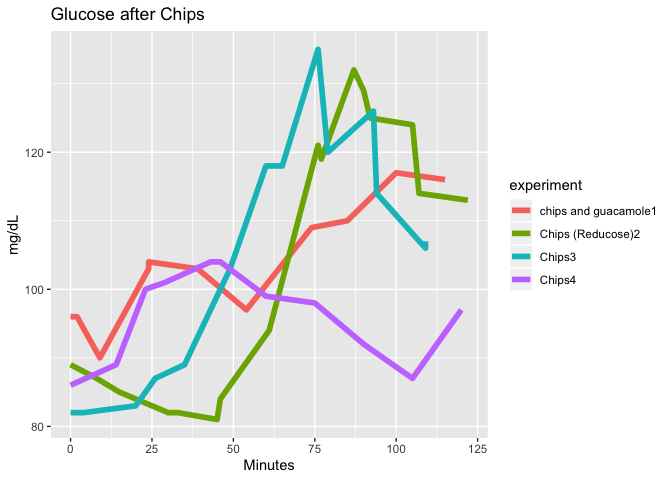 Glucose after Chips
mg/dL
120
100
80
0 25 50 75 100 125
Minutes
experiment
chips and guacamole1
Chips (Reducose)2
Chips3
Chips4